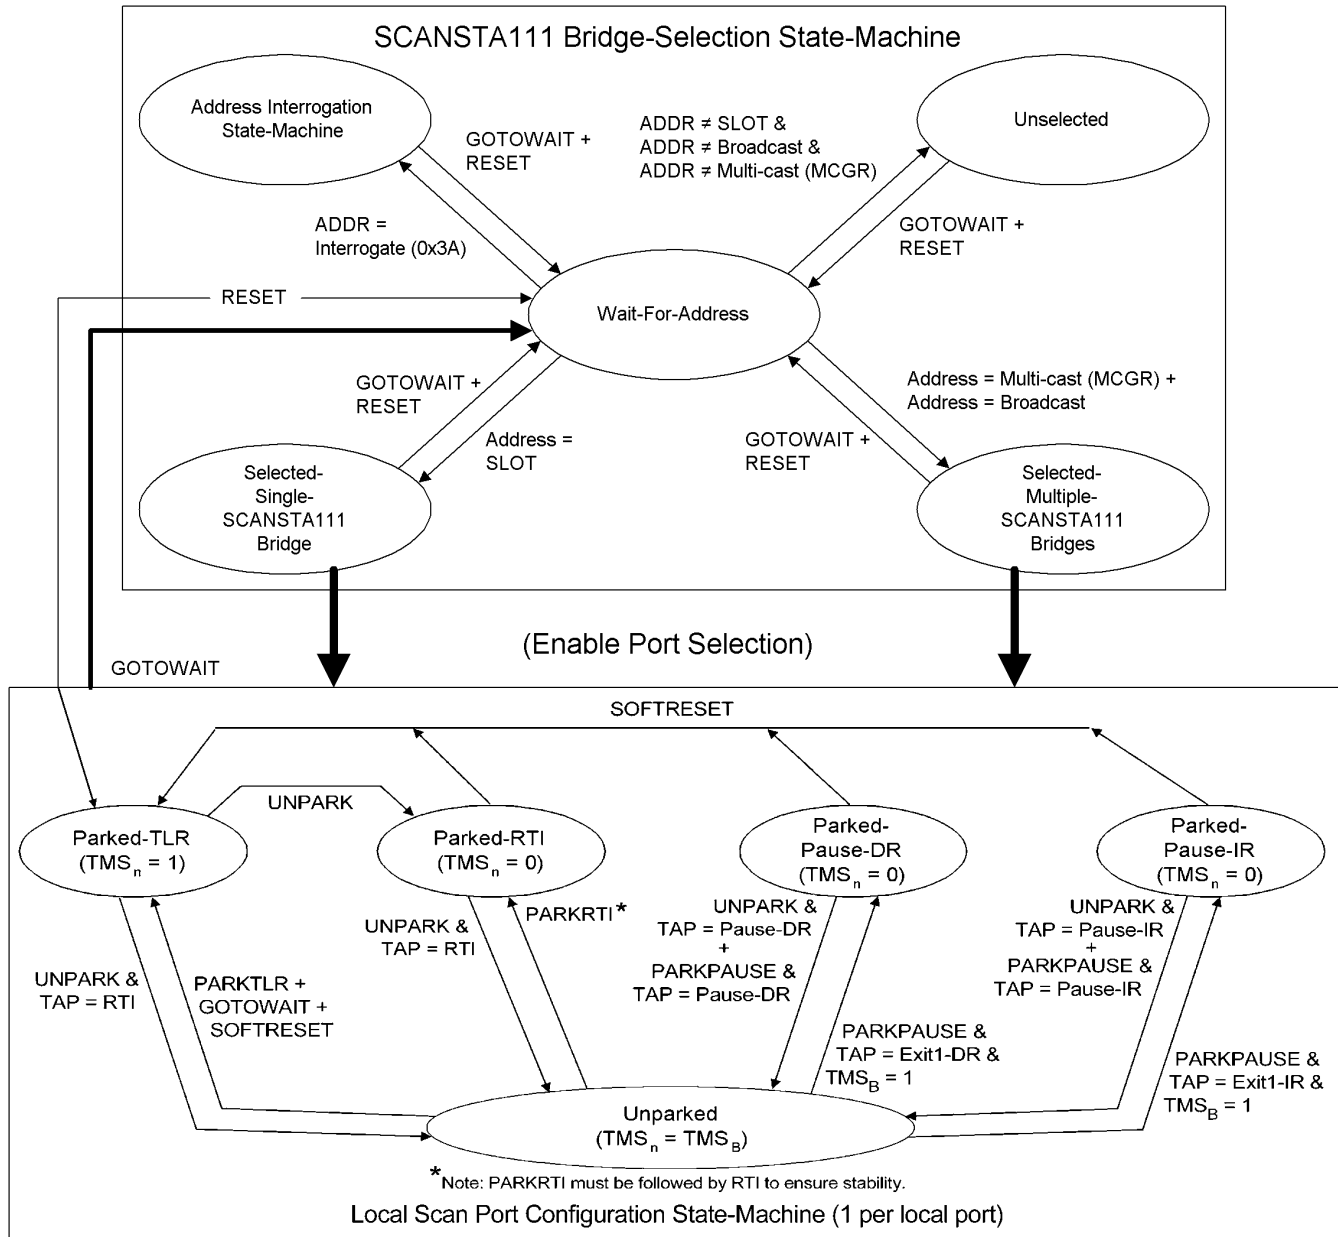 SCANSTA111 Bridge-Selection State-Machine
Address Interrogation
State-Machine
GOTOWAIT +
RESET
ADDR ≠ SLOT &
ADDR ≠ Broadcast &
ADDR ≠ Multi-cast (MCGR)
Unselected
ADDR =
Interrogate (0x3A)
GOTOWAIT +
RESET
RESET
Wait-For-Address
GOTOWAIT +
RESET
Address =
SLOT
GOTOWAIT +
RESET
Address = Multi-cast (MCGR) +
Address = Broadcast
Selected-
Single-
SCANSTA111
Bridge
Selected-
Multiple-
SCANSTA111
Bridges
(Enable Port Selection)
GOTOWAIT
SOFTRESET
UNPARK
Parked-TLR
(TMSn = 1)
Parked-RTI
(TMSn = 0)
Parked-
Pause-DR
(TMSn = 0)
Parked-
Pause-IR
(TMSn = 0)
UNPARK &
TAP = RTI
PARKTLR +
GOTOWAIT +
SOFTRESET
UNPARK &
TAP = RTI
PARKRTI*
UNPARK &
TAP = Pause-DR
+
PARKPAUSE &
TAP = Pause-DR
PARKPAUSE &
TAP = Exit1-DR &
TMSB = 1
UNPARK &
TAP = Pause-IR
+
PARKPAUSE &
TAP = Pause-IR
PARKPAUSE &
TAP = Exit1-IR &
TMSB = 1
Unparked
(TMSn = TMSB)
*Note: PARKRTI must be followed by RTI to ensure stability.
Local Scan Port Configuration State-Machine (1 per local port)